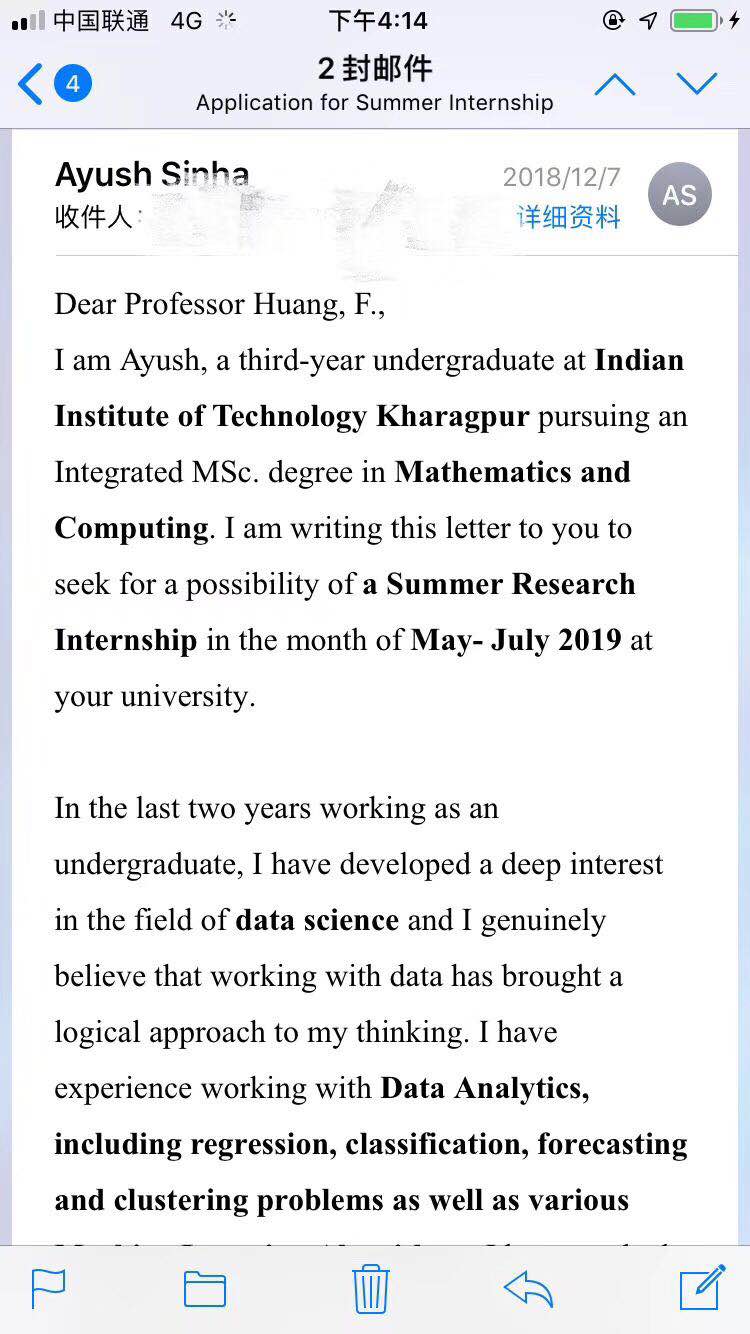 中国联通 4G 下午4:14
4
2 封邮件
Application for Summer Internship
Ayush Sinha
2018/12/7
AS
收件人:
详细资料
Dear Professor Huang, F.,
I am Ayush, a third-year undergraduate at Indian
Institute of Technology Kharagpur pursuing an
Integrated MSc. degree in Mathematics and
Computing. I am writing this letter to you to
seek for a possibility of a Summer Research
Internship in the month of May- July 2019 at
your university.
In the last two years working as an
undergraduate, I have developed a deep interest
in the field of data science and I genuinely
believe that working with data has brought a
logical approach to my thinking. I have
experience working with Data Analytics,
including regression, classification, forecasting
and clustering problems as well as various